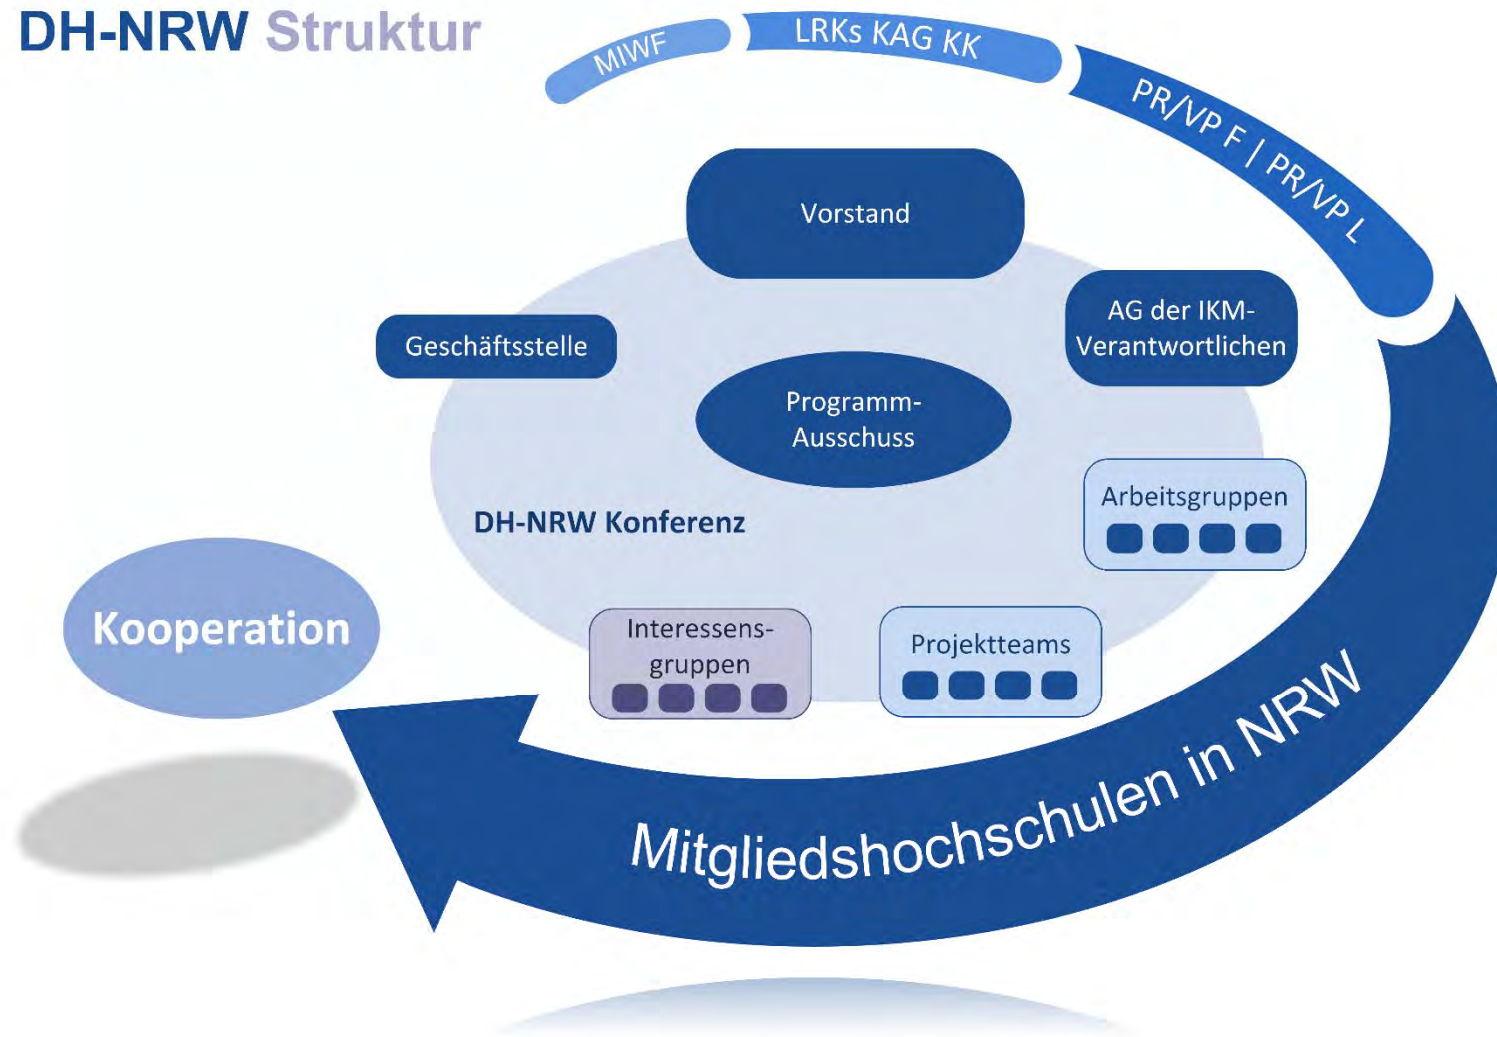 DH-NRW Struktur
MIWF
LRKs KAG KK
PR/VP F | PR/VP L
Vorstand
Geschäftsstelle
AG der IKM-
Verantwortlichen
Programm-
Ausschuss
DH-NRW Konferenz
Arbeitsgruppen
Interessens-
gruppen
Projektteams
Kooperation
Mitgliedshochschulen in NRW